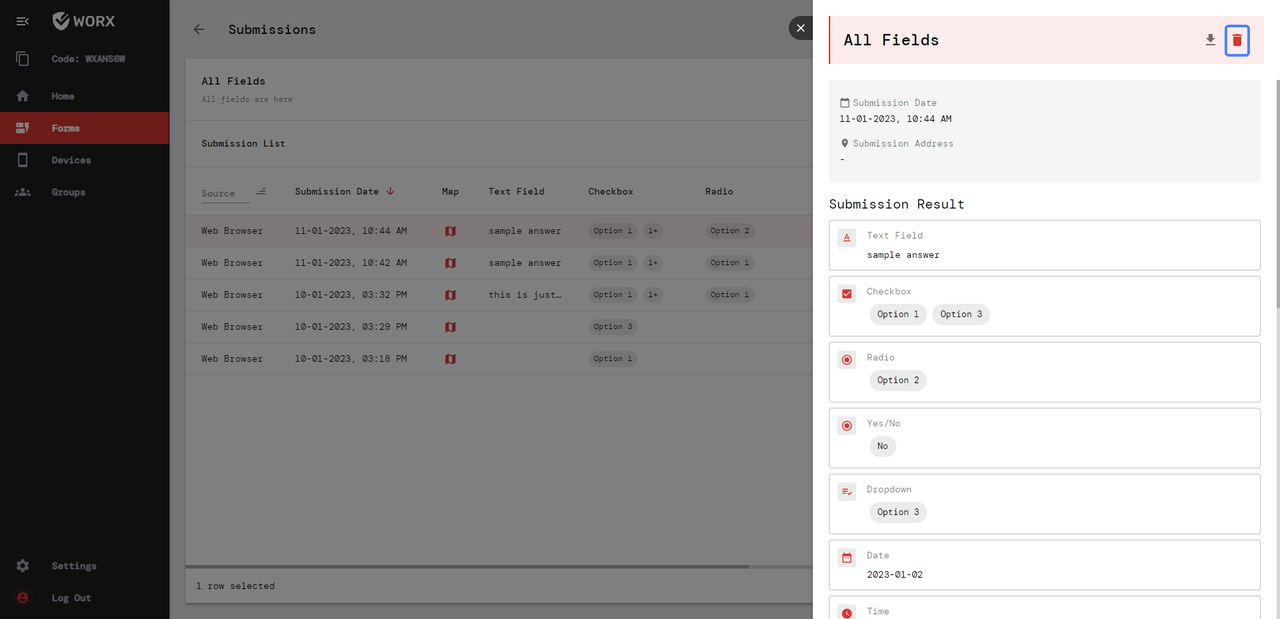 WORX
Code: WXANS6W
Home
Forms
Devices
Groups
Settings
Log Out
Submissions
All Fields
All fields are here
Submission List
Source Submission Date Map Text Field Checkbox Radio
Web Browser 11-01-2023, 10:44 AM sample answer Option 1 1+ Option 2
Web Browser 11-01-2023, 10:42 AM sample answer Option 1 1+ Option 1
Web Browser 10-01-2023, 03:32 PM this is just… Option 1 1+ Option 1
Web Browser 10-01-2023, 03:29 PM Option 3
Web Browser 10-01-2023, 03:18 PM Option 1
1 row selected
All Fields
Submission Date
11-01-2023, 10:44 AM
Submission Address
-
Submission Result
Text Field
sample answer
Checkbox
Option 1 Option 3
Radio
Option 2
Yes/No
No
Dropdown
Option 3
Date
2023-01-02
Time